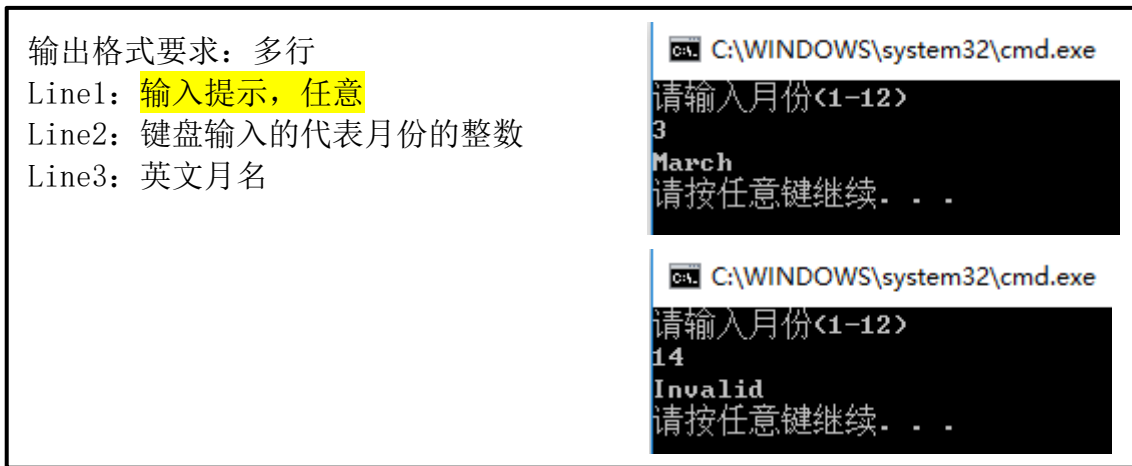 输出格式要求：多行
Line1：输入提示，任意
Line2：键盘输入的代表月份的整数
Line3：英文月名
C:\WINDOWS\system32\cmd.exe
请输入月份(1-12)
3
March
请按任意键继续. . .
C:\WINDOWS\system32\cmd.exe
请输入月份(1-12)
14
Invalid
请按任意键继续. . .